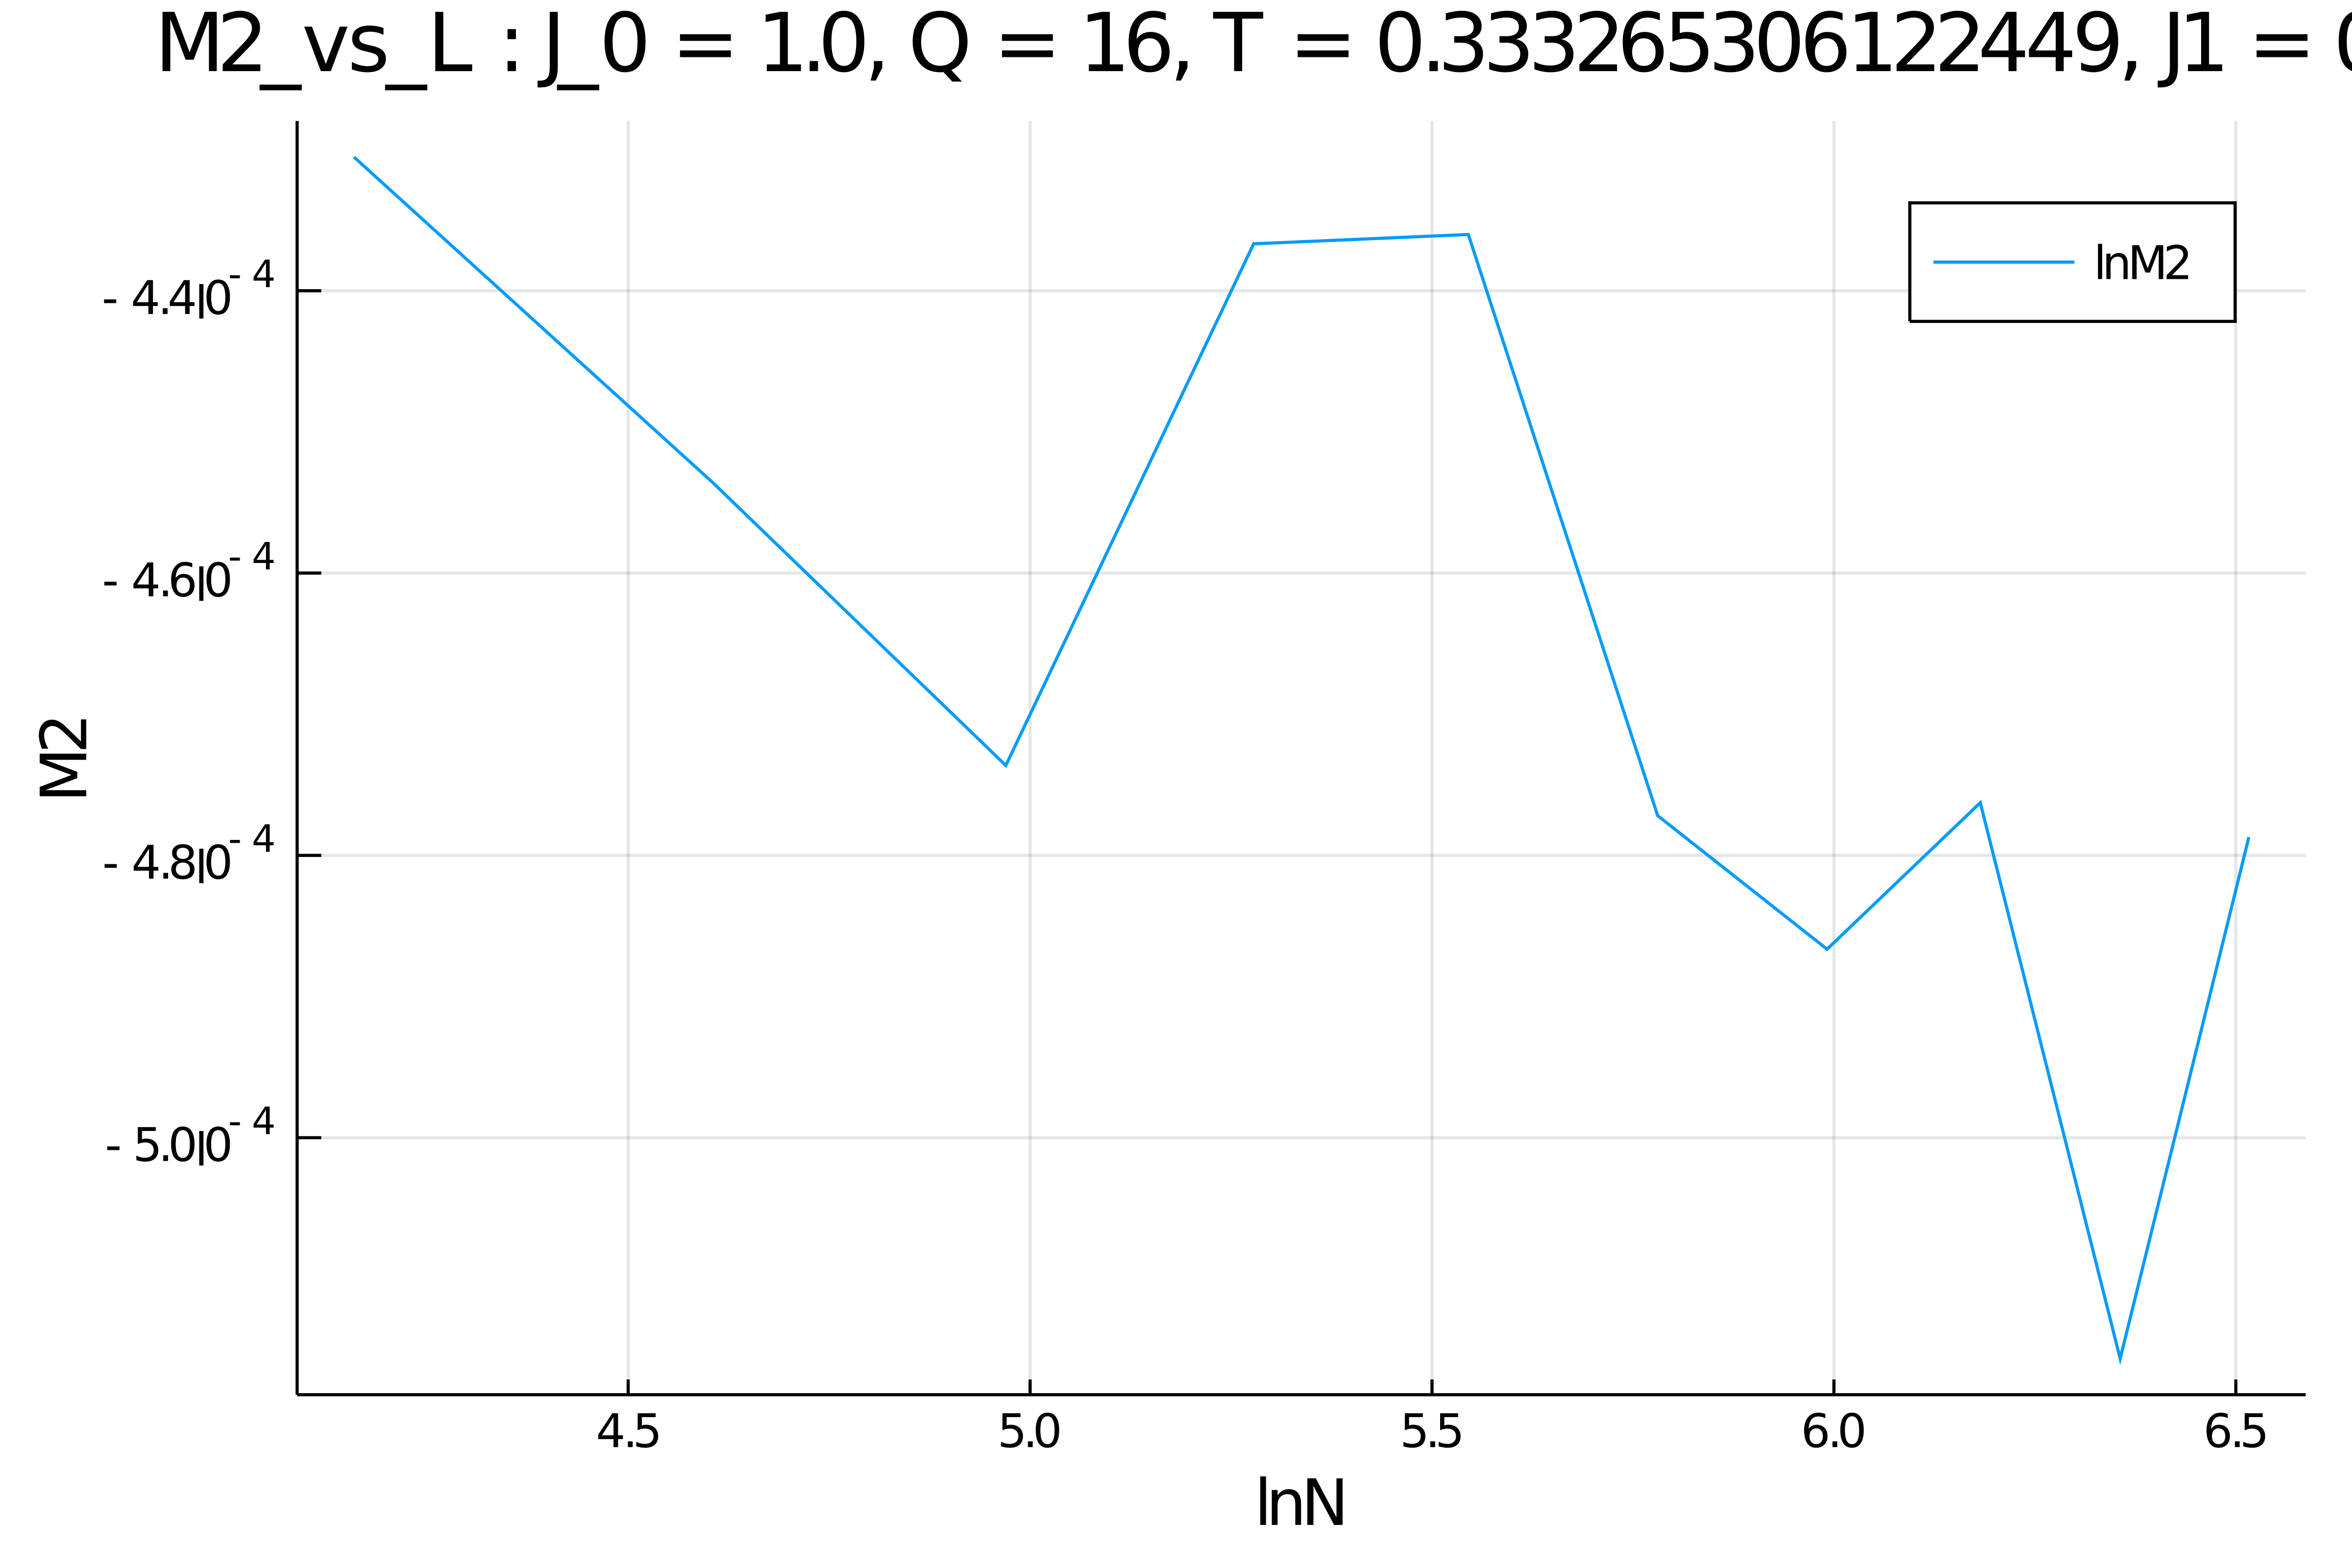 M2_vs_L : J_0 = 1.0, Q = 16, T = 0.333265306122449, J1 = 0
lnM2
- 4.4|0⁻ ⁴
- 4.6|0⁻ ⁴
- 4.8|0⁻ ⁴
- 5.0|0⁻ ⁴
M2
4.5 5.0 5.5 6.0 6.5
lnN